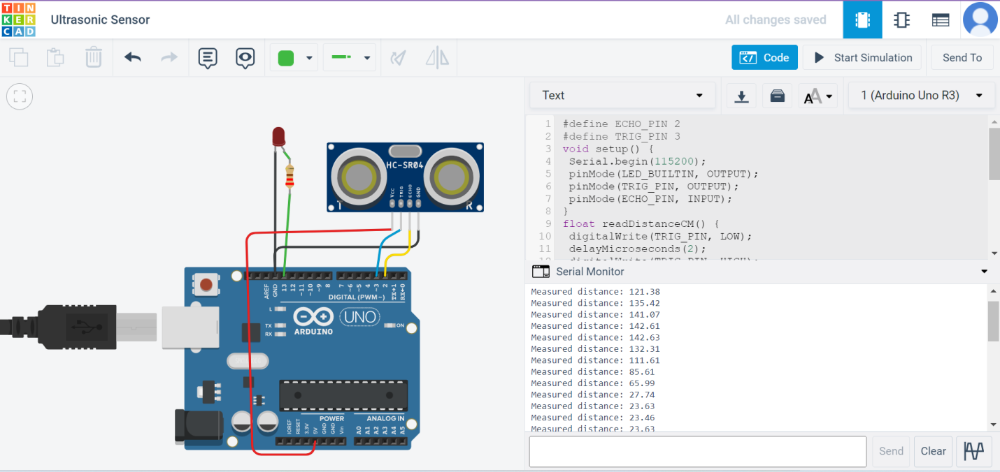 TIN
KER
CAD
Ultrasonic Sensor
All changes saved
Code
Start Simulation
Send To
Text
AA
1 (Arduino Uno R3)
1 #define ECHO_PIN 2
2 #define TRIG_PIN 3
3 void setup() {
4 Serial.begin(115200);
5 pinMode(LED_BUILTIN, OUTPUT);
6 pinMode(TRIG_PIN, OUTPUT);
7 pinMode(ECHO_PIN, INPUT);
8 }
9 float readDistanceCM() {
10 digitalWrite(TRIG_PIN, LOW);
11 delayMicroseconds(2);
12 digitalWrite(TRIG_PIN, HIGH);
Serial Monitor
Measured distance: 121.38
Measured distance: 135.42
Measured distance: 141.07
Measured distance: 142.61
Measured distance: 142.63
Measured distance: 132.31
Measured distance: 111.61
Measured distance: 85.61
Measured distance: 65.99
Measured distance: 27.74
Measured distance: 23.63
Measured distance: 23.46
Measured distance: 23.63
Send
Clear
HC-SR04
VCC
TRIG
ECHO
GND
T
R
AREF
GND
13
12
~11
~10
~9
8
7
~6
~5
4
~3
2
TX→1
RX←0
DIGITAL (PWM~)
L
TX
RX
ARDUINO
UNO
ON
POWER
ANALOG IN
IOREF
RESET
3.3V
5V
GND
GND
Vin
A0
A1
A2
A3
A4
A5